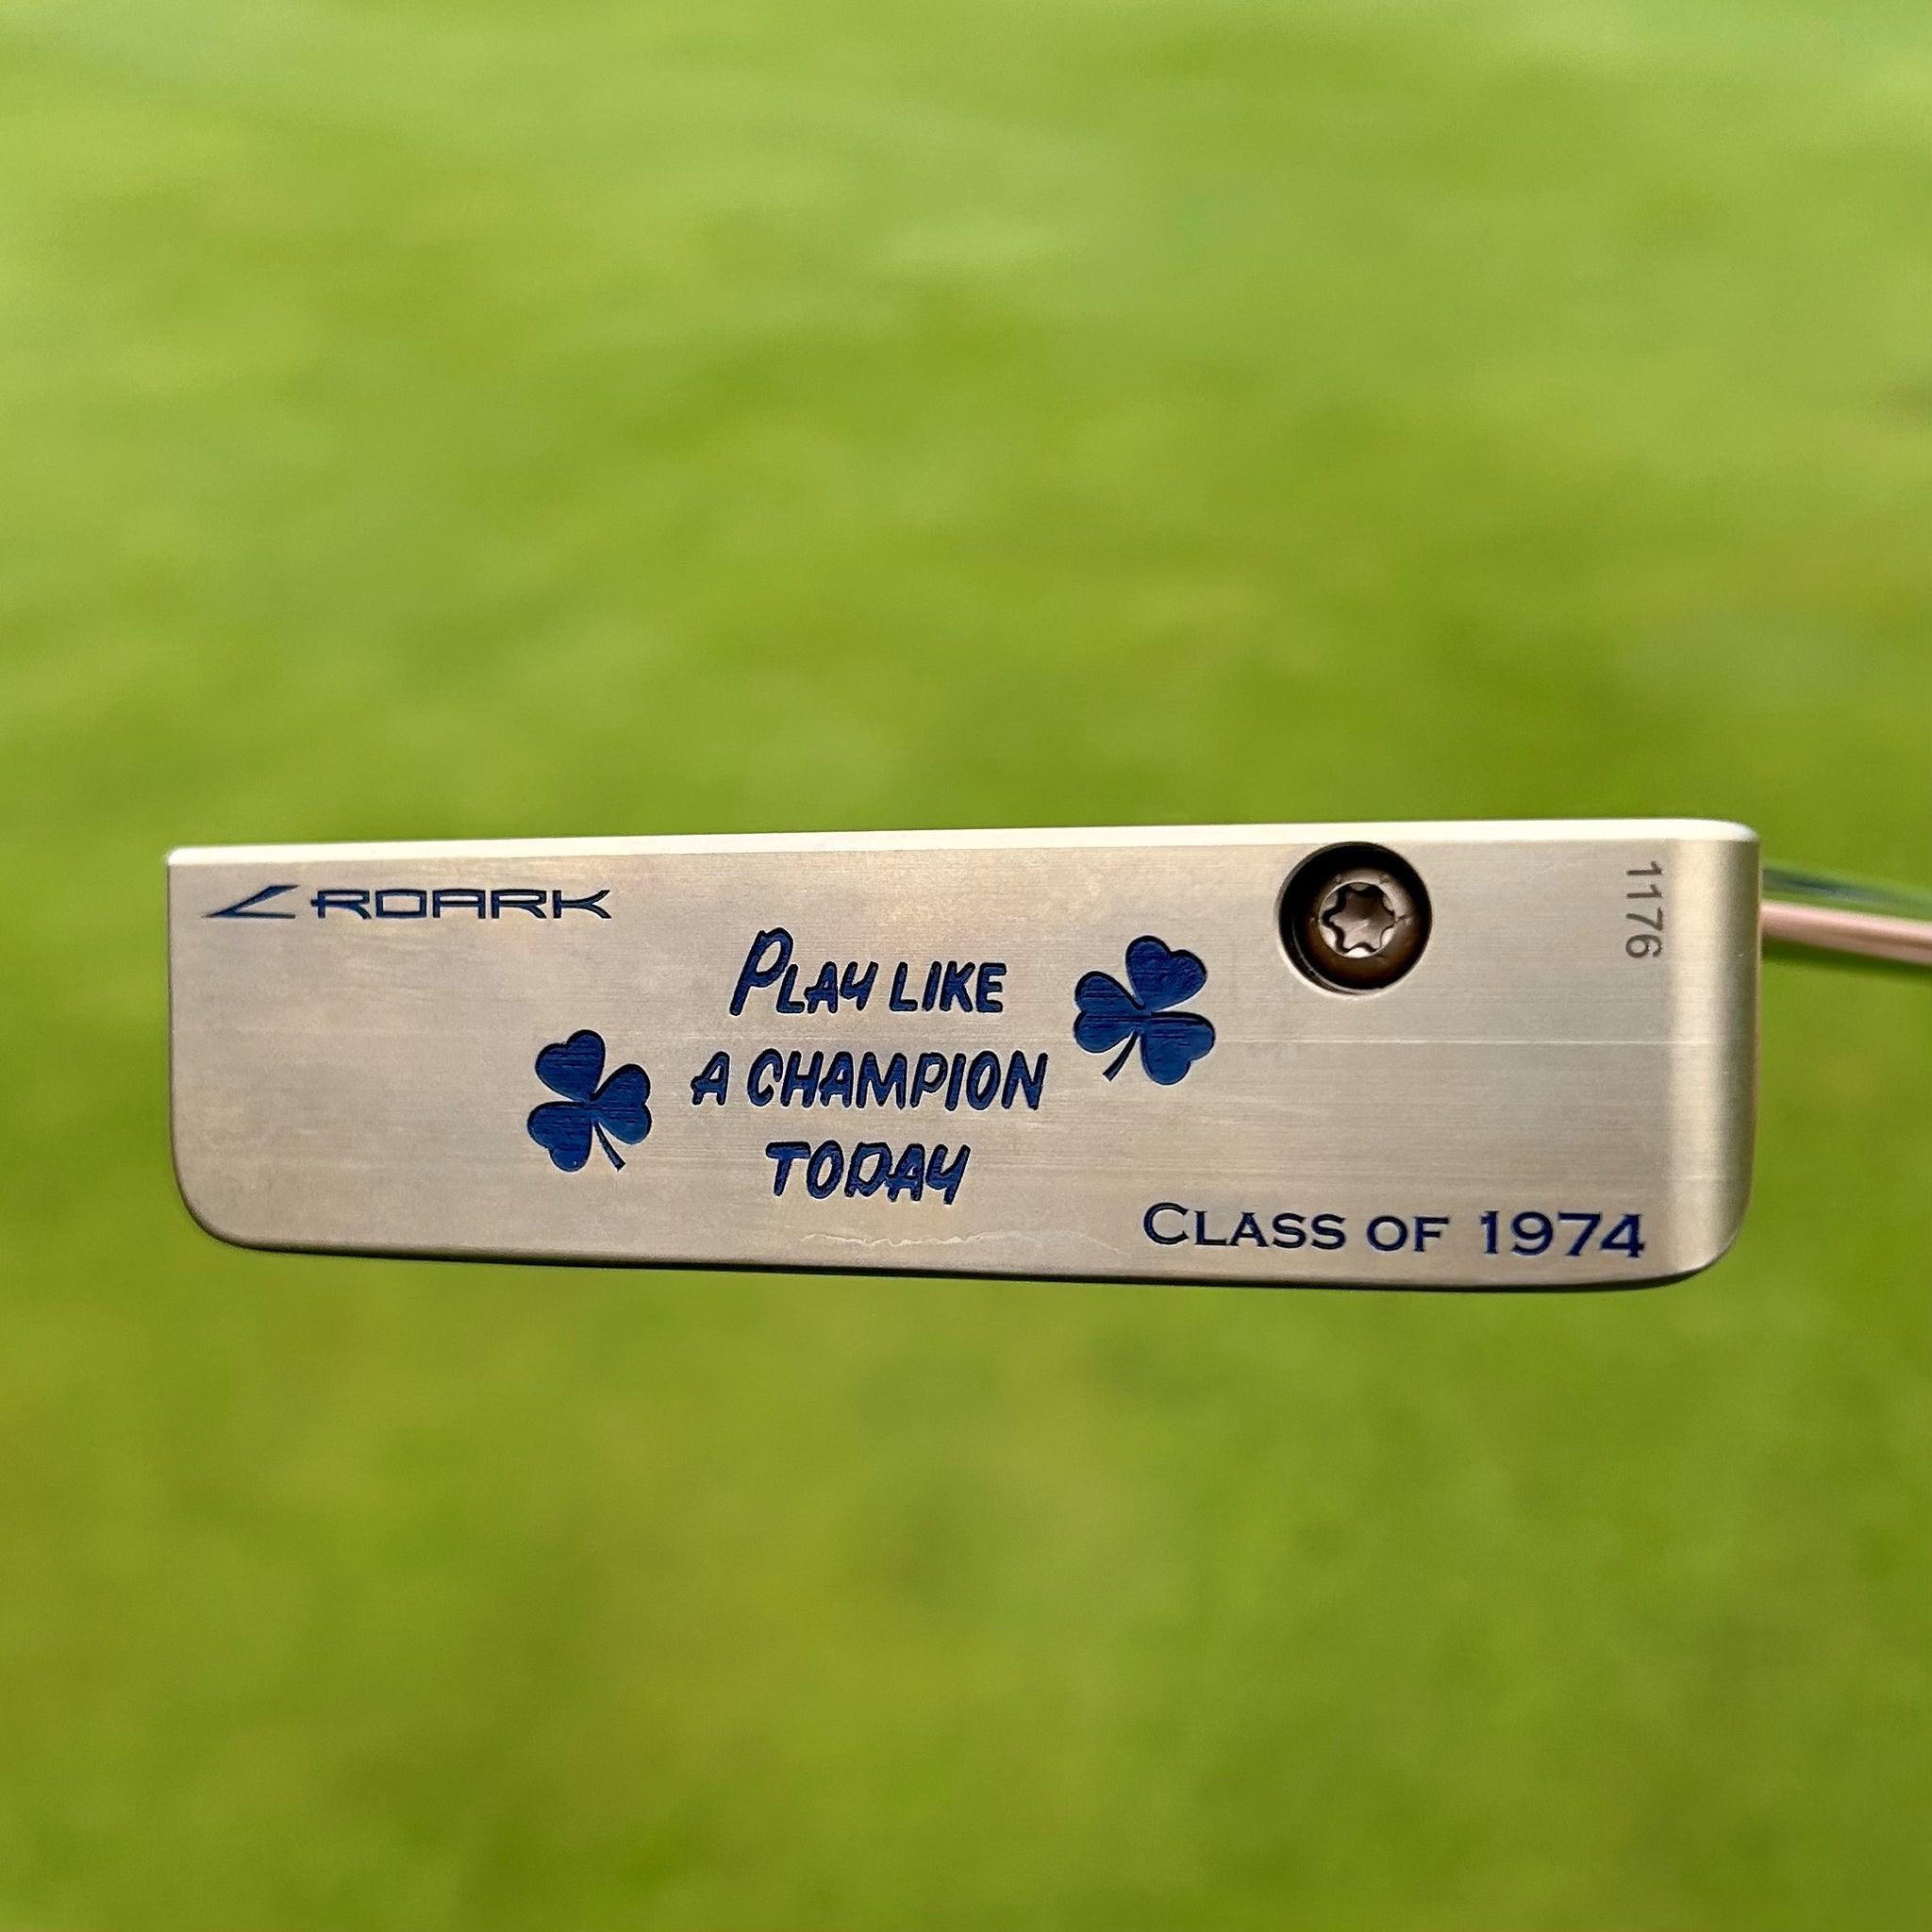 ROARK
1176
PLAY LIKE
A CHAMPION
TODAY
CLASS OF 1974